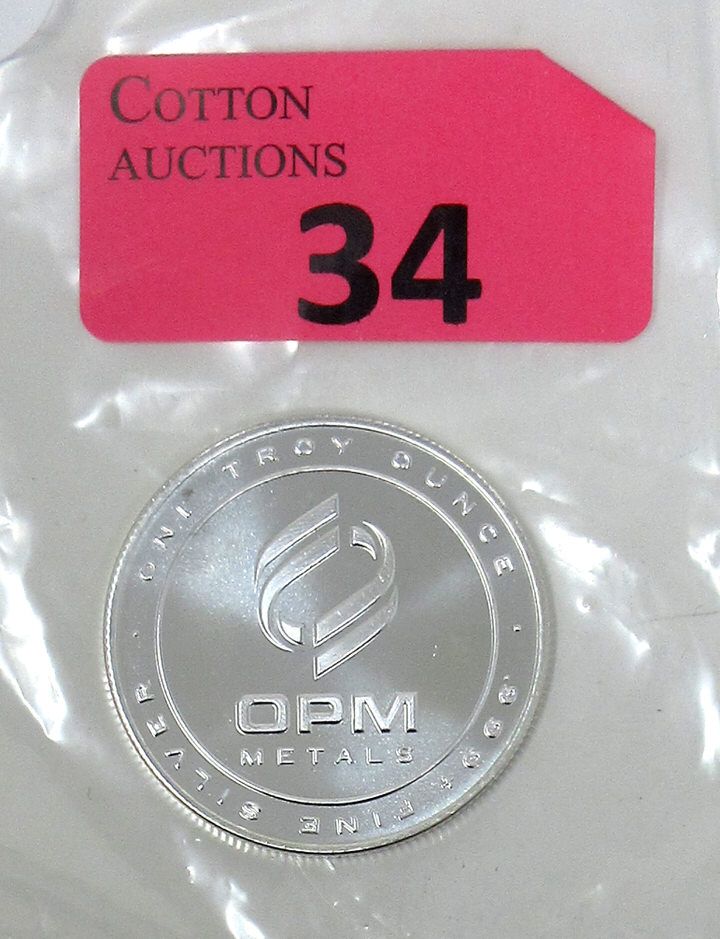 COTTON
AUCTIONS
34
ONE TROY OUNCE · .999+ FINE SILVER ·
OPM
METALS